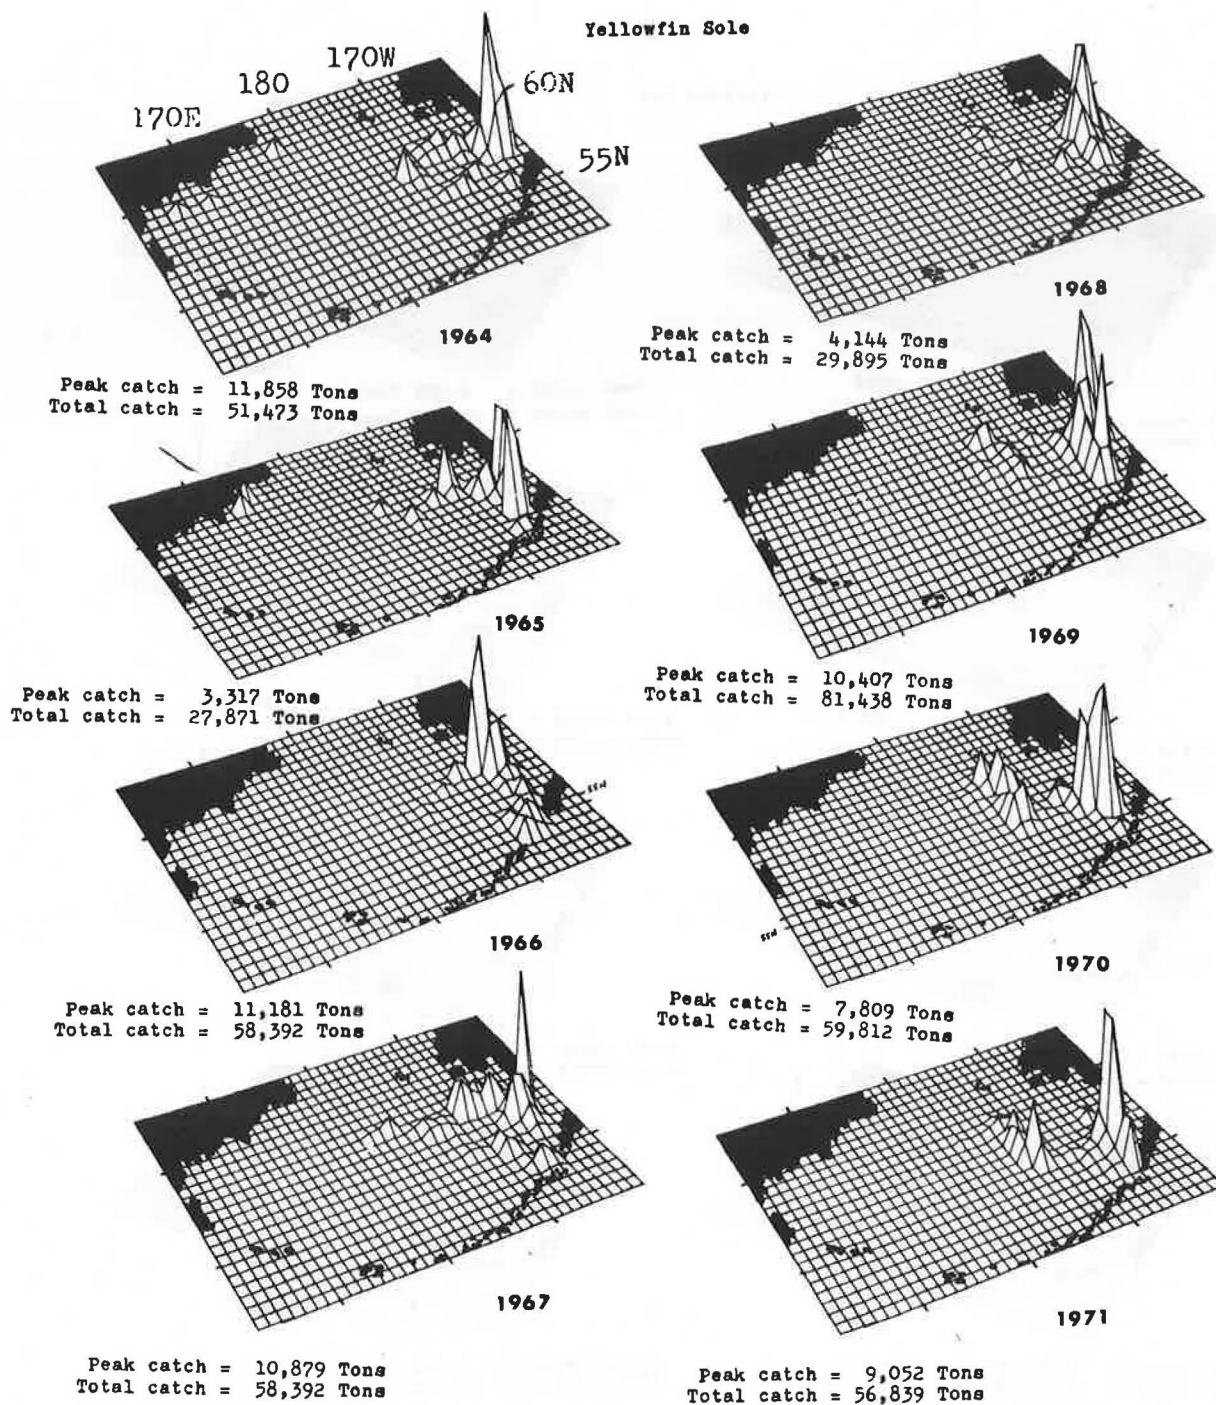 Yellowfin Sole
170E
180
170W
60N
55N
1964
Peak catch = 11,858 Tons
Total catch = 51,473 Tons
1965
Peak catch = 3,317 Tons
Total catch = 27,871 Tons
55N
1966
Peak catch = 11,181 Tons
Total catch = 58,392 Tons
1967
Peak catch = 10,879 Tons
Total catch = 58,392 Tons
1968
Peak catch = 4,144 Tons
Total catch = 29,895 Tons
1969
Peak catch = 10,407 Tons
Total catch = 81,438 Tons
55N
1970
Peak catch = 7,809 Tons
Total catch = 59,812 Tons
1971
Peak catch = 9,052 Tons
Total catch = 56,839 Tons